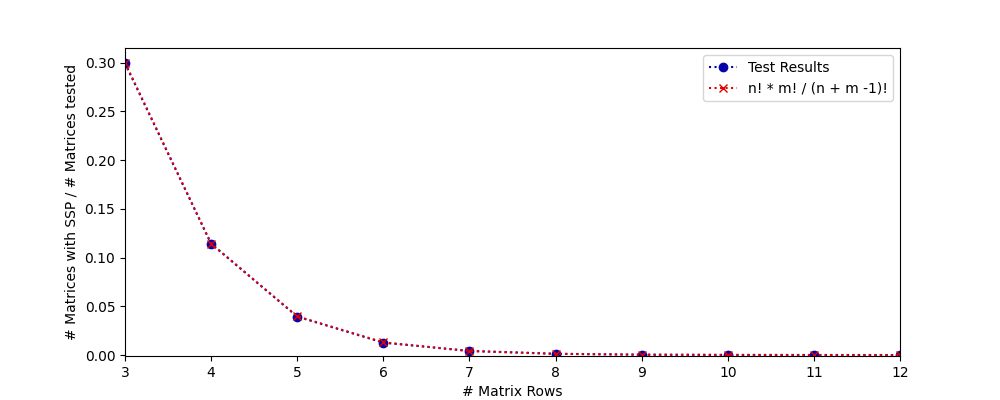 Test Results
n! * m! / (n + m -1)!
# Matrices with SSP / # Matrices tested
0.30
0.25
0.20
0.15
0.10
0.05
0.00
3 4 5 6 7 8 9 10 11 12
# Matrix Rows